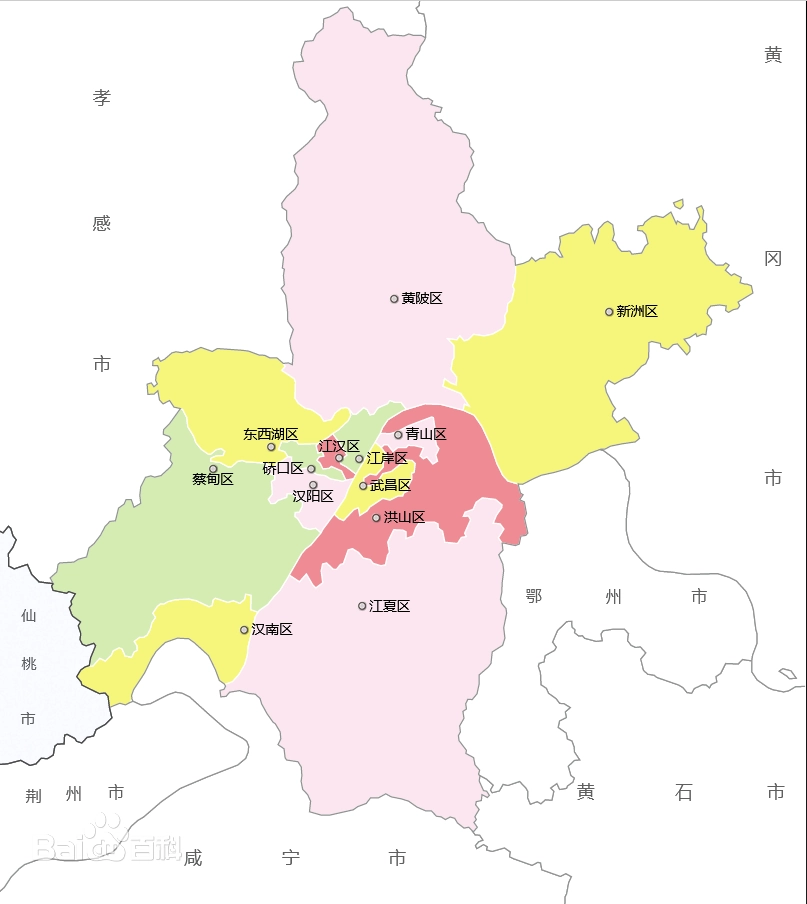 孝感市
黄冈市
黄陂区
新洲区
东西湖区
江汉区
青山区
江岸区
硚口区
蔡甸区
武昌区
汉阳区
洪山区
江夏区
汉南区
鄂州市
仙桃市
荆州市
黄石市
咸宁市
Bai百科